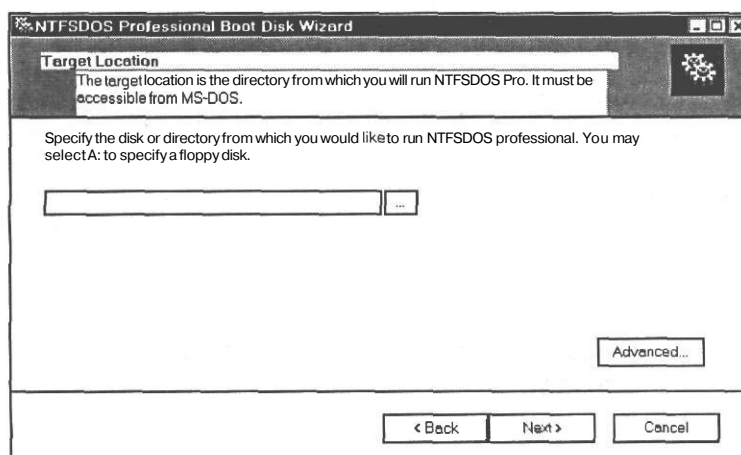 NTFSDOS Professional Boot Disk Wizard
Target Location
The target location is the directory from which you will run NTFSDOS Pro. It must be
accessible from MS-DOS.
Specify the disk or directory from which you would like to run NTFSDOS professional. You may
select A: to specify a floppy disk.
...
Advanced...
< Back
Next >
Cancel